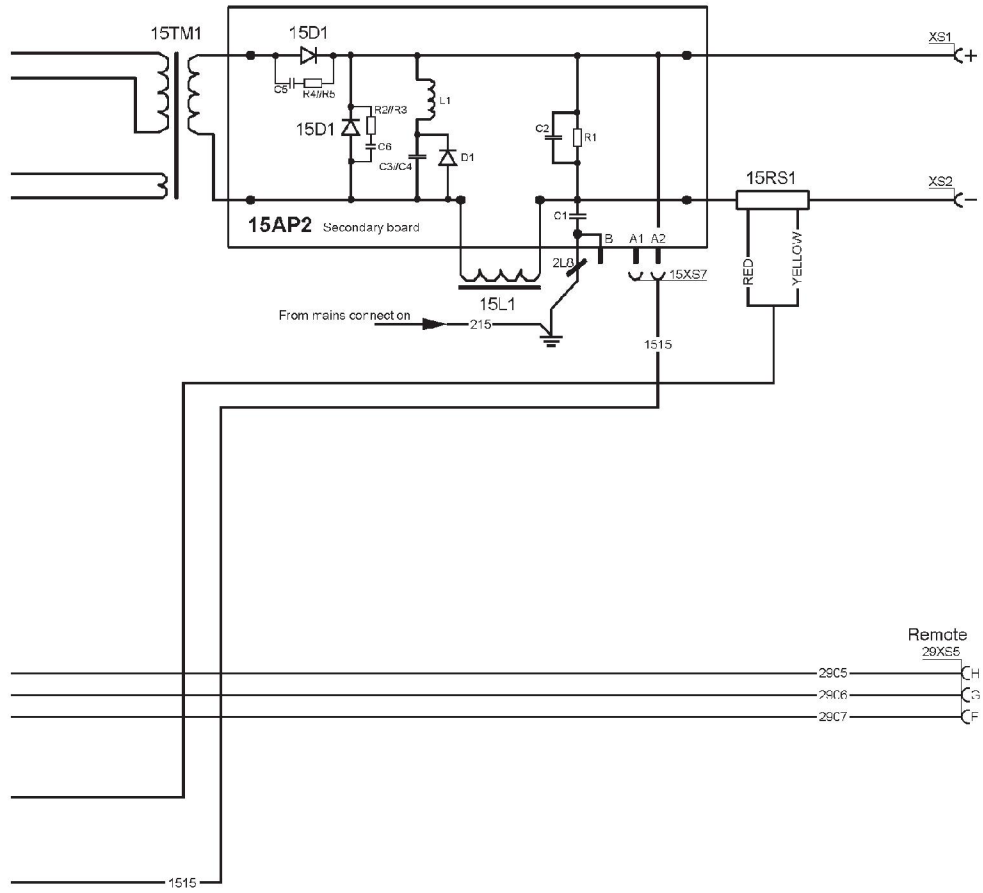 15TM1
15D1
XS1
+
C5
R4//R5
L1
R2//R3
15D1
C6
C3//C4
D1
C2
R1
15RS1
XS2
−
15AP2 Secondary board
C1
B
A1
A2
2L8
15XS7
RED
YELLOW
15L1
From mains connection
215
1515
Remote
29XS5
2905
H
2906
G
2907
F
1515